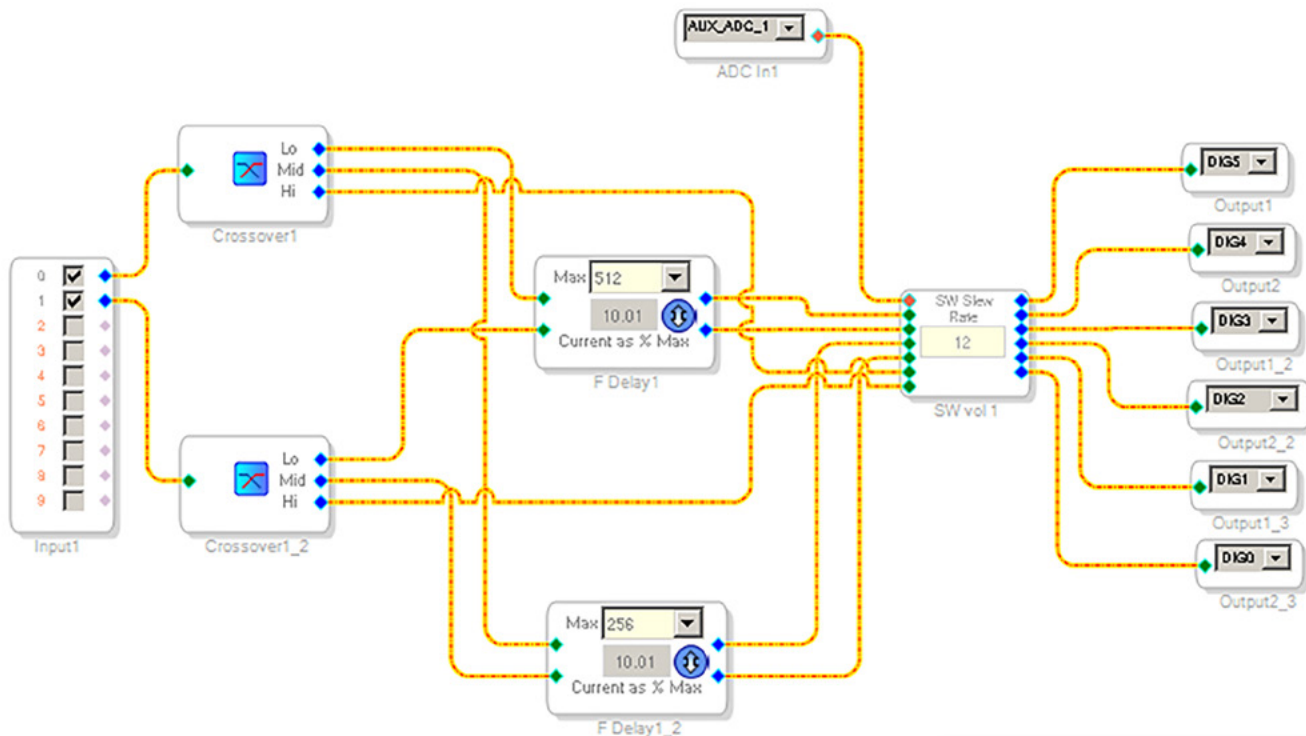 AUX_ADC_1
ADC In1
Lo
Mid
Hi
Crossover1
0
1
2
3
4
5
6
7
8
9
Input1
Lo
Mid
Hi
Crossover1_2
Max 512
10.01
Current as % Max
F Delay1
Max 256
10.01
Current as % Max
F Delay1_2
SW Slew
Rate
12
SW vol 1
DIG5
Output1
DIG4
Output2
DIG3
Output1_2
DIG2
Output2_2
DIG1
Output1_3
DIG0
Output2_3